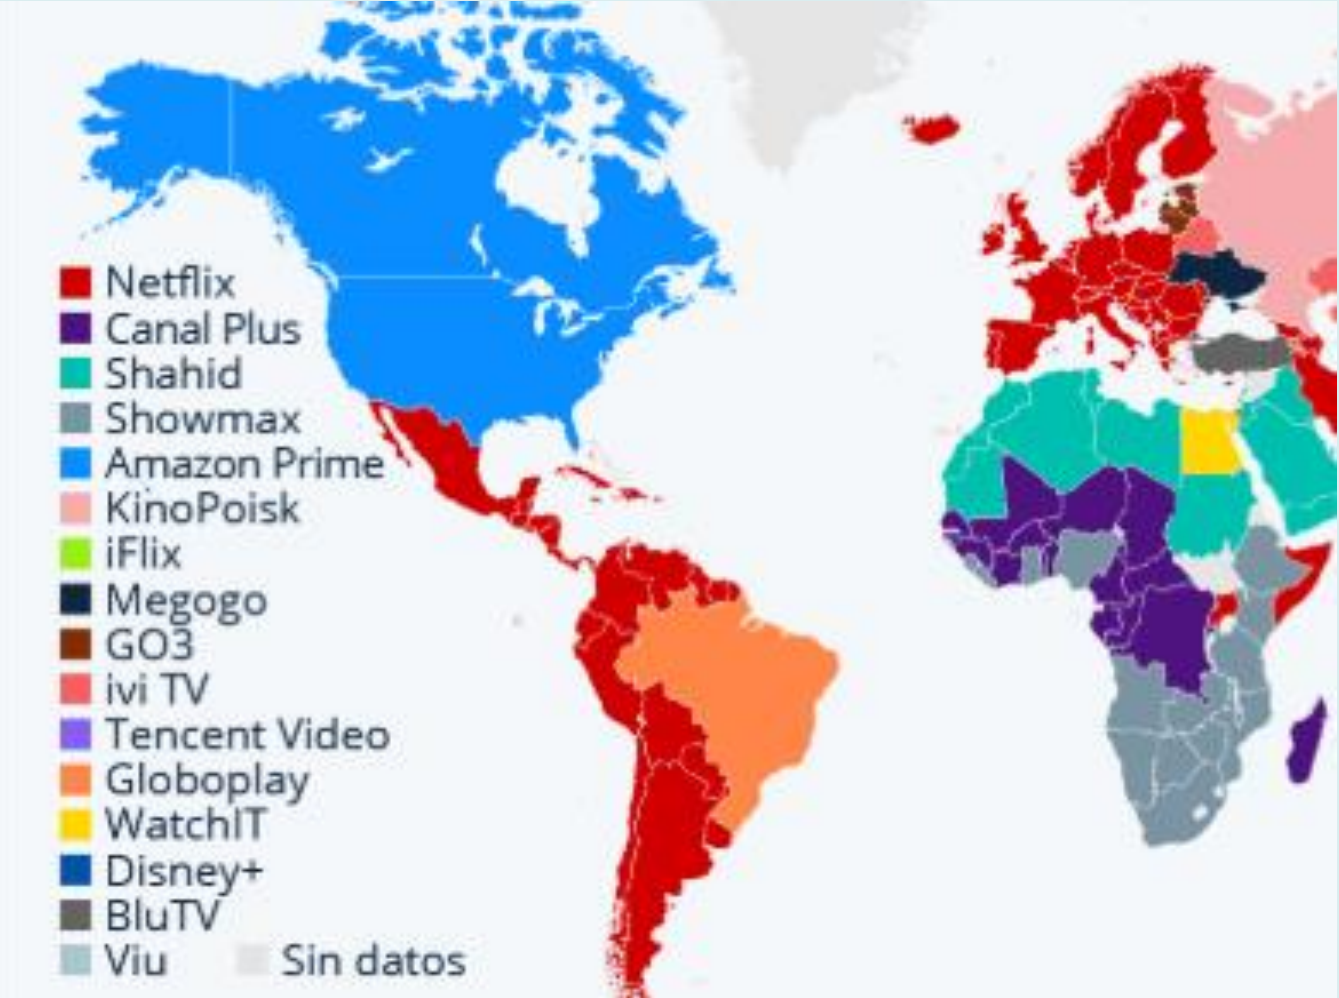 Netflix
Canal Plus
Shahid
Showmax
Amazon Prime
KinoPoisk
iFlix
Megogo
GO3
ivi TV
Tencent Video
Globoplay
WatchIT
Disney+
BluTV
Viu Sin datos